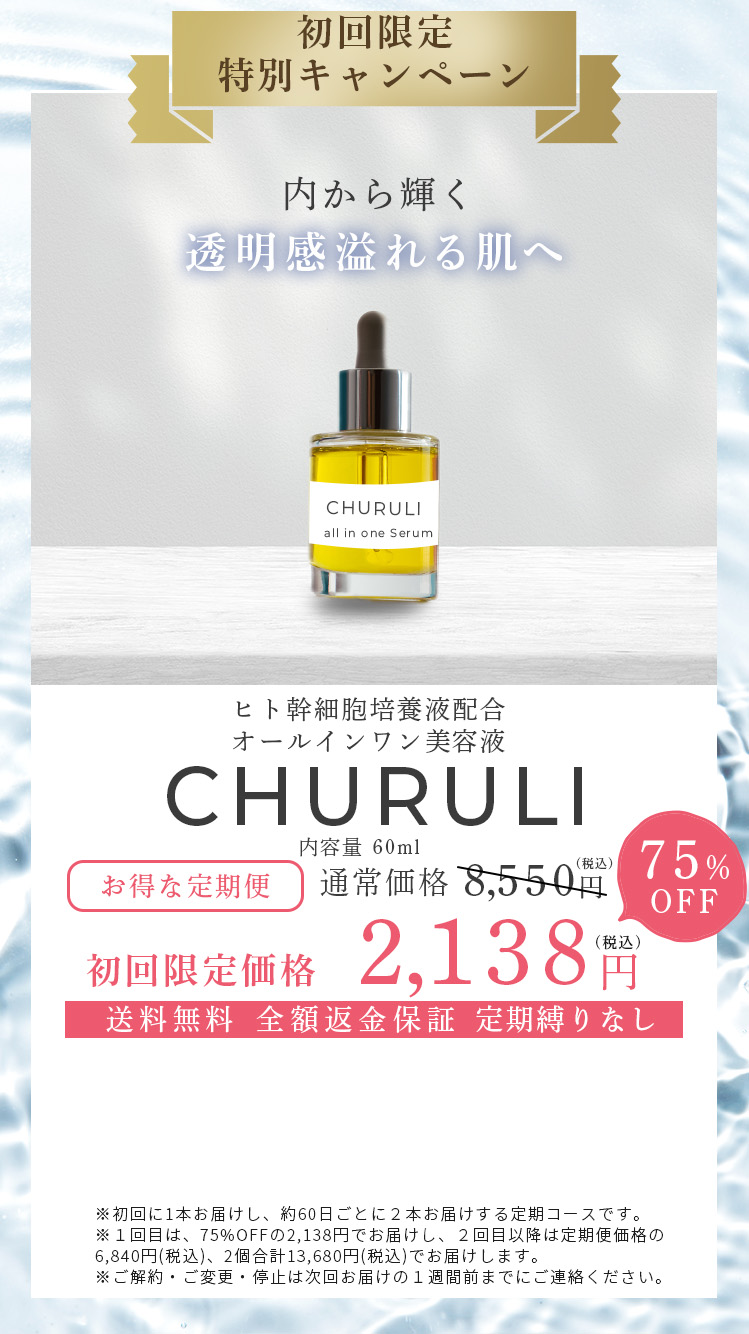 初回限定
特別キャンペーン
内から輝く
透明感溢れる肌へ
CHURULI
all in one Serum
ヒト幹細胞培養液配合
オールインワン美容液
CHURULI
内容量 60ml
お得な定期便 通常価格 8,550円(税込)
75%
OFF
初回限定価格 2,138円(税込)
送料無料 全額返金保証 定期縛りなし
※初回に1本お届けし、約60日ごとに２本お届けする定期コースです。
※１回目は、75%OFFの2,138円でお届けし、２回目以降は定期便価格の
6,840円(税込)、2個合計13,680円(税込)でお届けします。
※ご解約・ご変更・停止は次回お届けの１週間前までにご連絡ください。